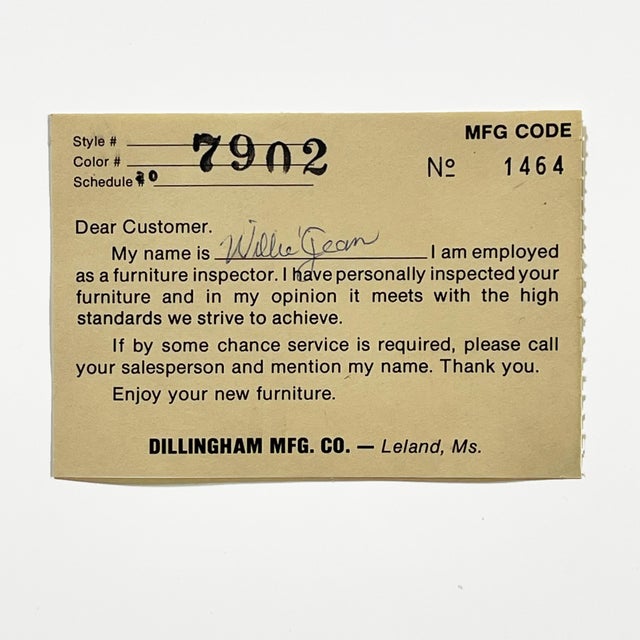 Style # 7902
MFG CODE
Color #
Nº 1464
Schedule # 20
Dear Customer.
My name is Willie Jean I am employed
as a furniture inspector. I have personally inspected your
furniture and in my opinion it meets with the high
standards we strive to achieve.
If by some chance service is required, please call
your salesperson and mention my name. Thank you.
Enjoy your new furniture.
DILLINGHAM MFG. CO. — Leland, Ms.